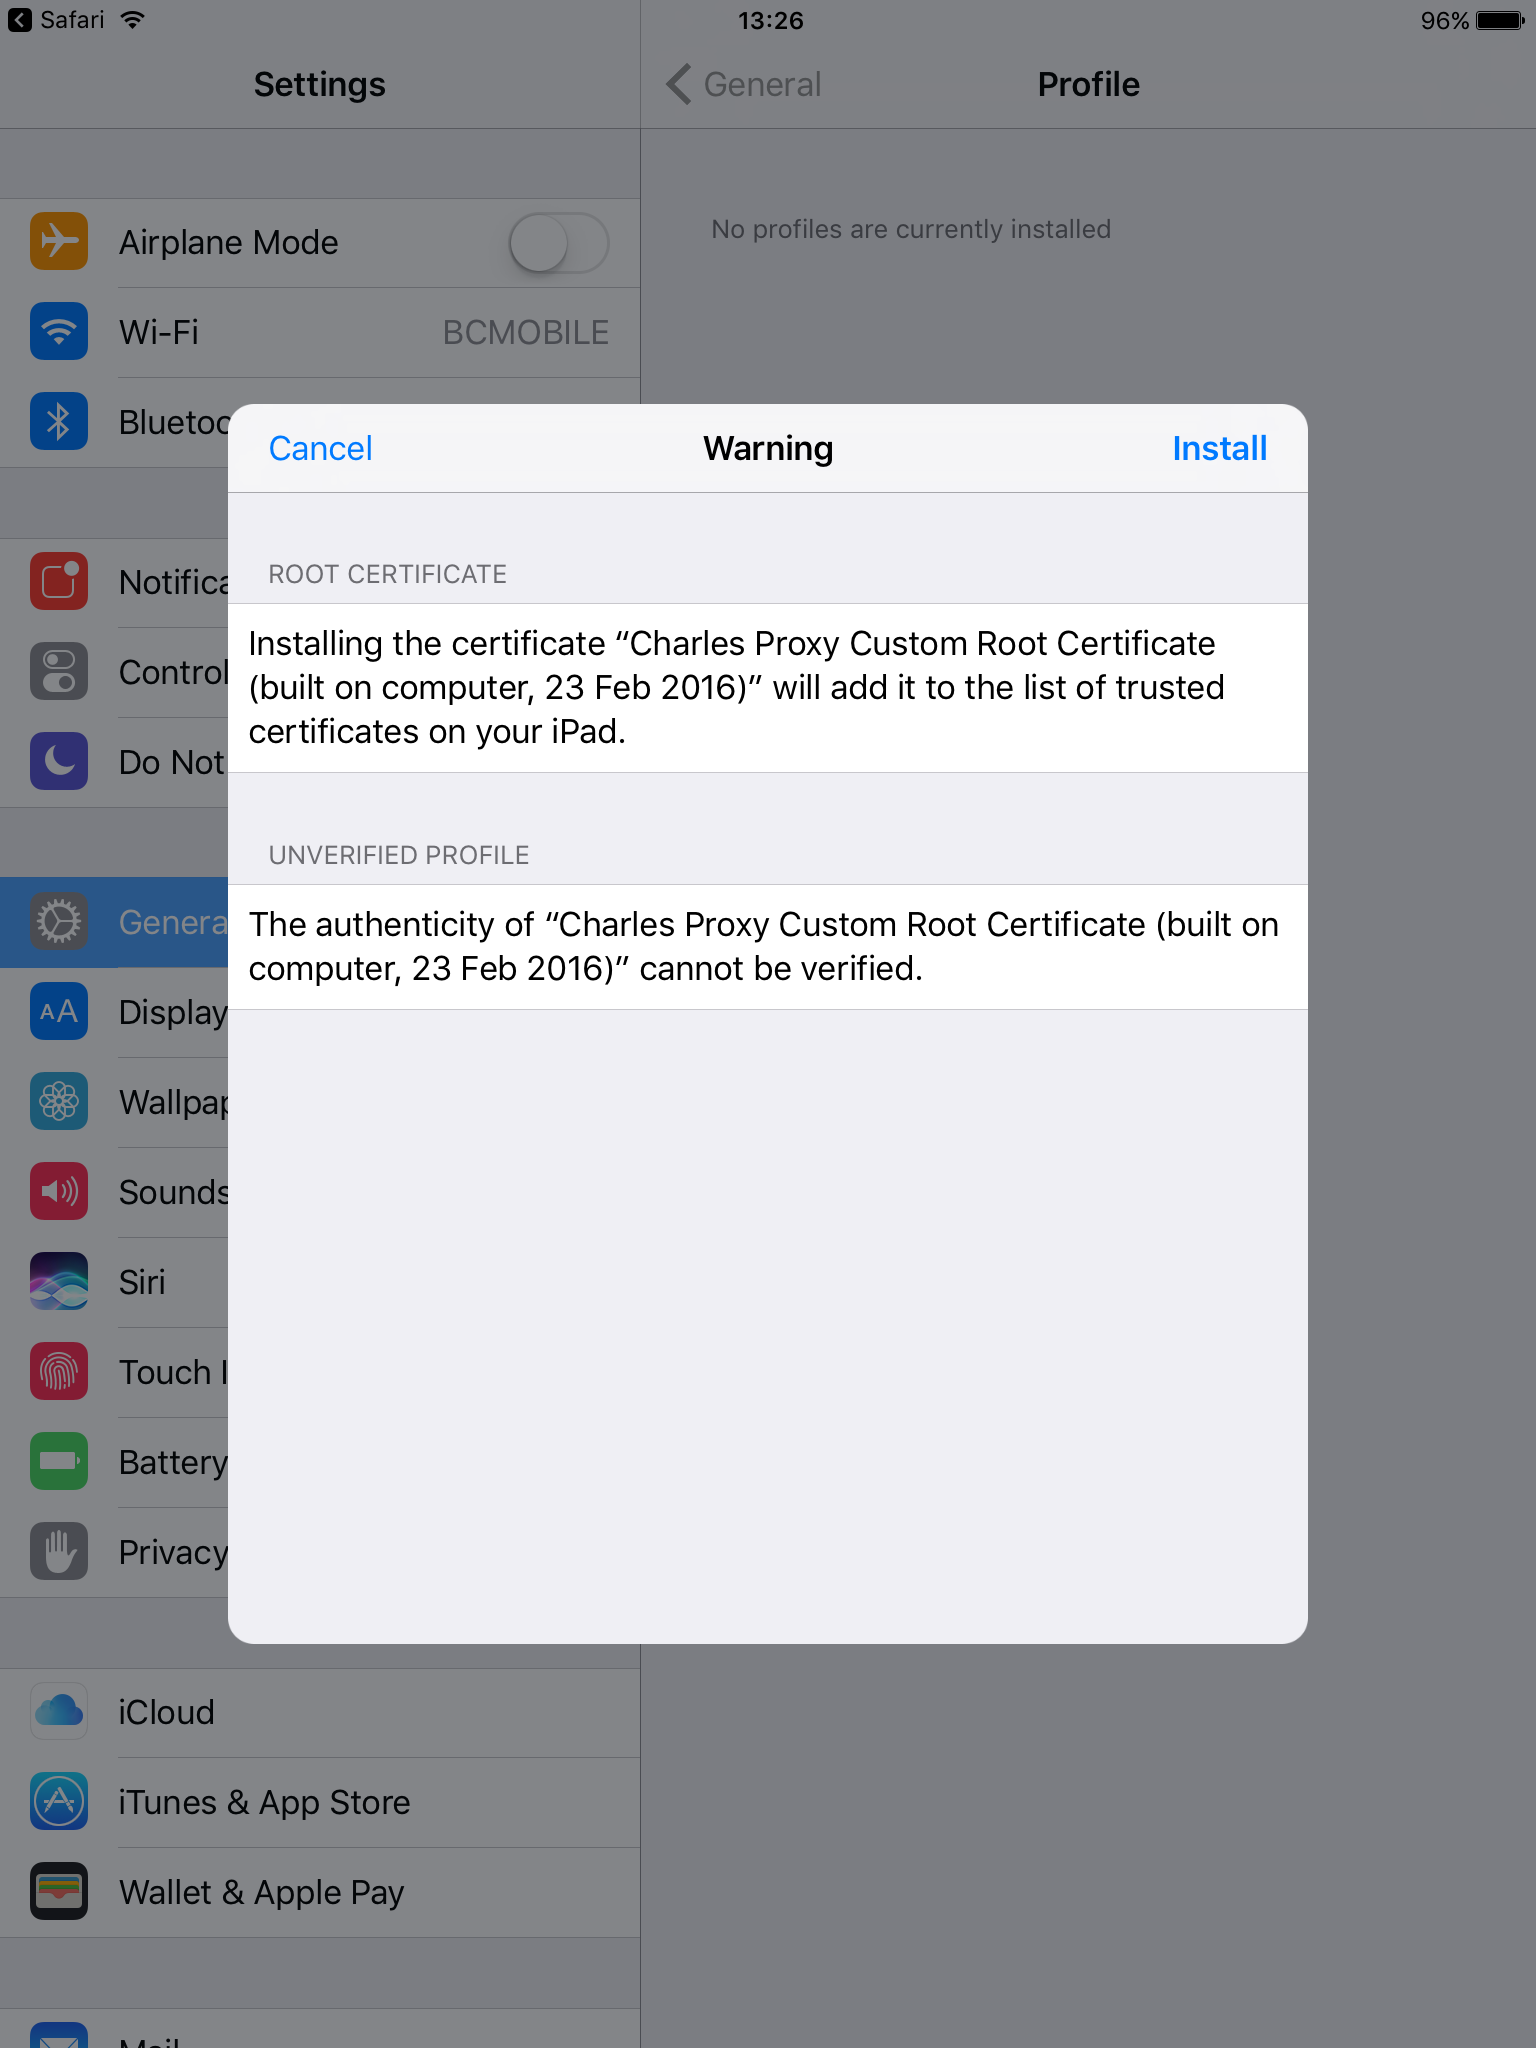 Safari
13:26
96%
Settings
General
Profile
No profiles are currently installed
Airplane Mode
Wi-Fi
BCMOBILE
Bluetoo
Notifica
Control
Do Not
Genera
Display
Wallpap
Sounds
Siri
Touch I
Battery
Privacy
iCloud
iTunes & App Store
Wallet & Apple Pay
Mail
Cancel
Warning
Install
ROOT CERTIFICATE
Installing the certificate “Charles Proxy Custom Root Certificate
(built on computer, 23 Feb 2016)” will add it to the list of trusted
certificates on your iPad.
UNVERIFIED PROFILE
The authenticity of “Charles Proxy Custom Root Certificate (built on
computer, 23 Feb 2016)” cannot be verified.